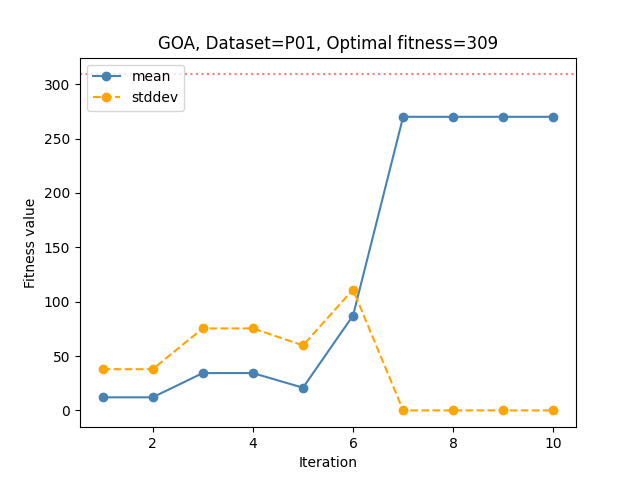 GOA, Dataset=P01, Optimal fitness=309
mean
stddev
Fitness value
300
250
200
150
100
50
0
2
4
6
8
10
Iteration